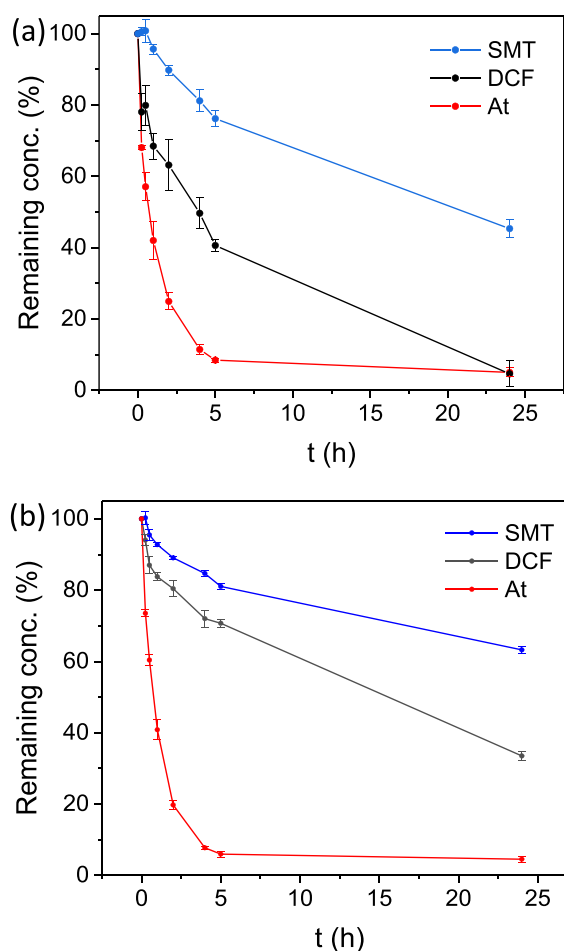 (a)
100
80
60
40
20
0
Remaining conc. (%)
SMT
DCF
At
0 5 10 15 20 25
t (h)
(b)
100
80
60
40
20
0
Remaining conc. (%)
SMT
DCF
At
0 5 10 15 20 25
t (h)